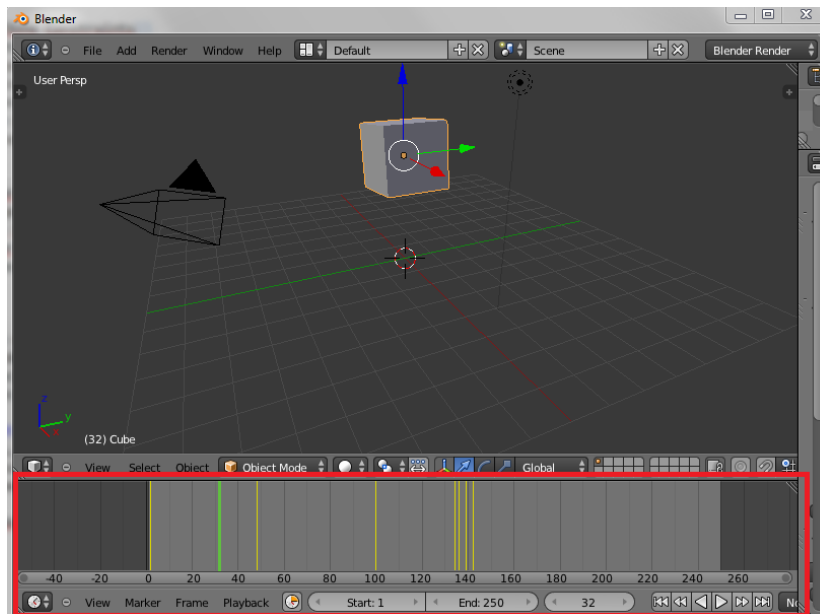 Blender
File Add Render Window Help Default Scene Blender Render
User Persp
z
y
x
(32) Cube
View Select Object Object Mode Global
-40 -20 0 20 40 60 80 100 120 140 160 180 200 220 240 260
View Marker Frame Playback Start: 1 End: 250 32 No